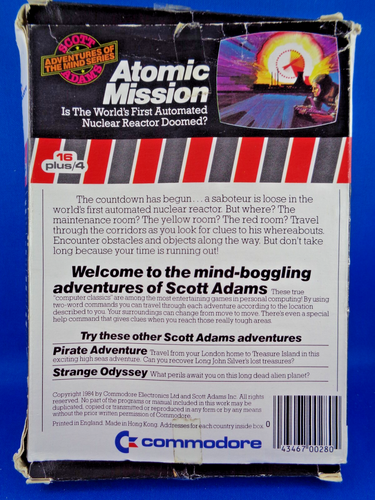 SCOTT
ADVENTURES OF
THE MIND SERIES
ADAMS
Atomic
Mission
Is The World's First Automated
Nuclear Reactor Doomed?
16
plus/4
The countdown has begun... a saboteur is loose in the
world's first automated nuclear reactor. But where? The
maintenance room? The yellow room? The red room? Travel
through the corridors as you look for clues to his whereabouts.
Encounter obstacles and objects along the way. But don't take
long because your time is running out!
Welcome to the mind-boggling
adventures of Scott Adams These true
"computer classics" are among the most entertaining games in personal computing! By using
two-word commands you can travel through each adventure according to the location
described to you. Your surroundings can change from move to move. There's even a special
help command that gives clues when you reach those really tough areas.
Try these other Scott Adams adventures
Pirate Adventure Travel from your London home to Treasure Island in this
exciting high seas adventure. Can you recover Long John Silver's lost treasures?
Strange Odyssey What perils await you on this long dead alien planet?
Copyright 1984 by Commodore Electronics Ltd and Scott Adams Inc. All rights
reserved. No part of the programs or manual included in this work may be
duplicated, copied or transmitted or reproduced in any form or by any means
without the prior written permission of Commodore.
Printed in England. Made in Hong Kong. Addresses for each country inside box.
0
43467 00280
commodore